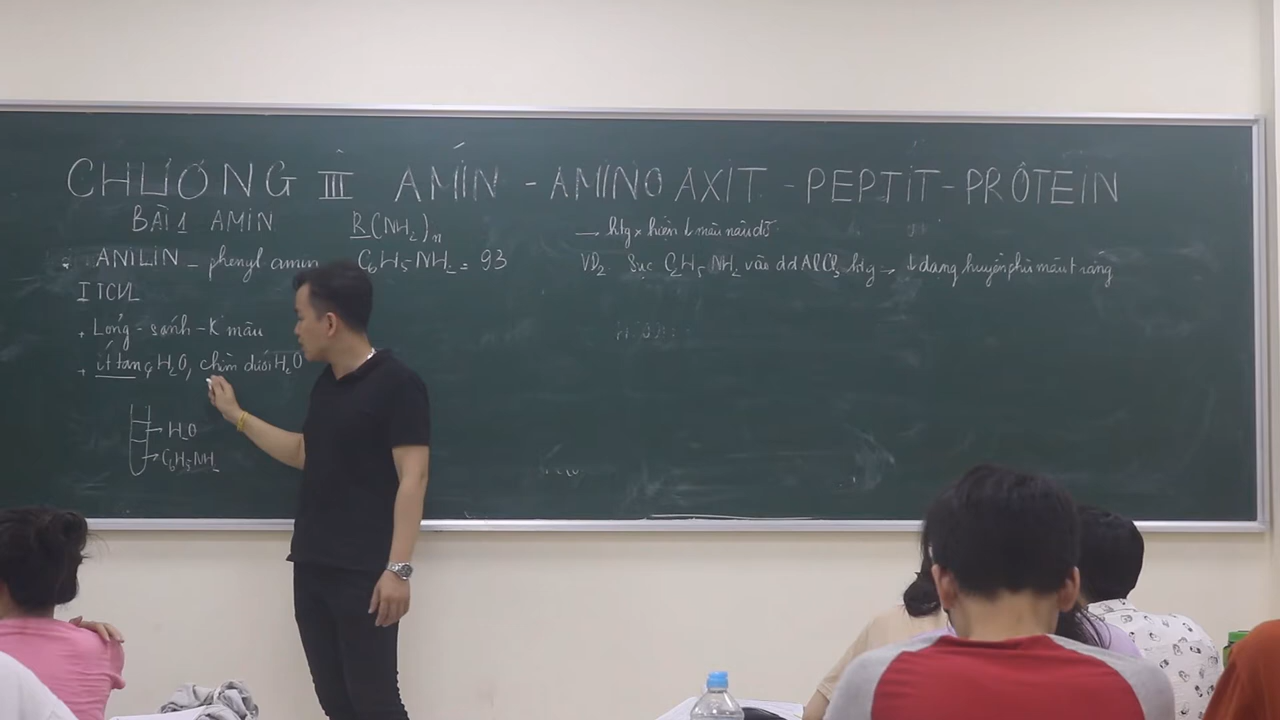 CHƯƠNG III AMIN - AMINO AXIT - PEPTIT - PROTEIN
BÀI 1 AMIN R(NH2)n
ANILIN - phenyl amin C6H5NH2 = 93
I TCVL
+ Lỏng - sánh - K màu
+ ít tan ç H2O, chìm dưới H2O
H2O
C6H5NH2
→ htg x hiện ↓ màu nâu đỏ
VD2. Sục C2H5NH2 vào dd AlCl3 htg → ↓ dạng huyền phù màu trắng